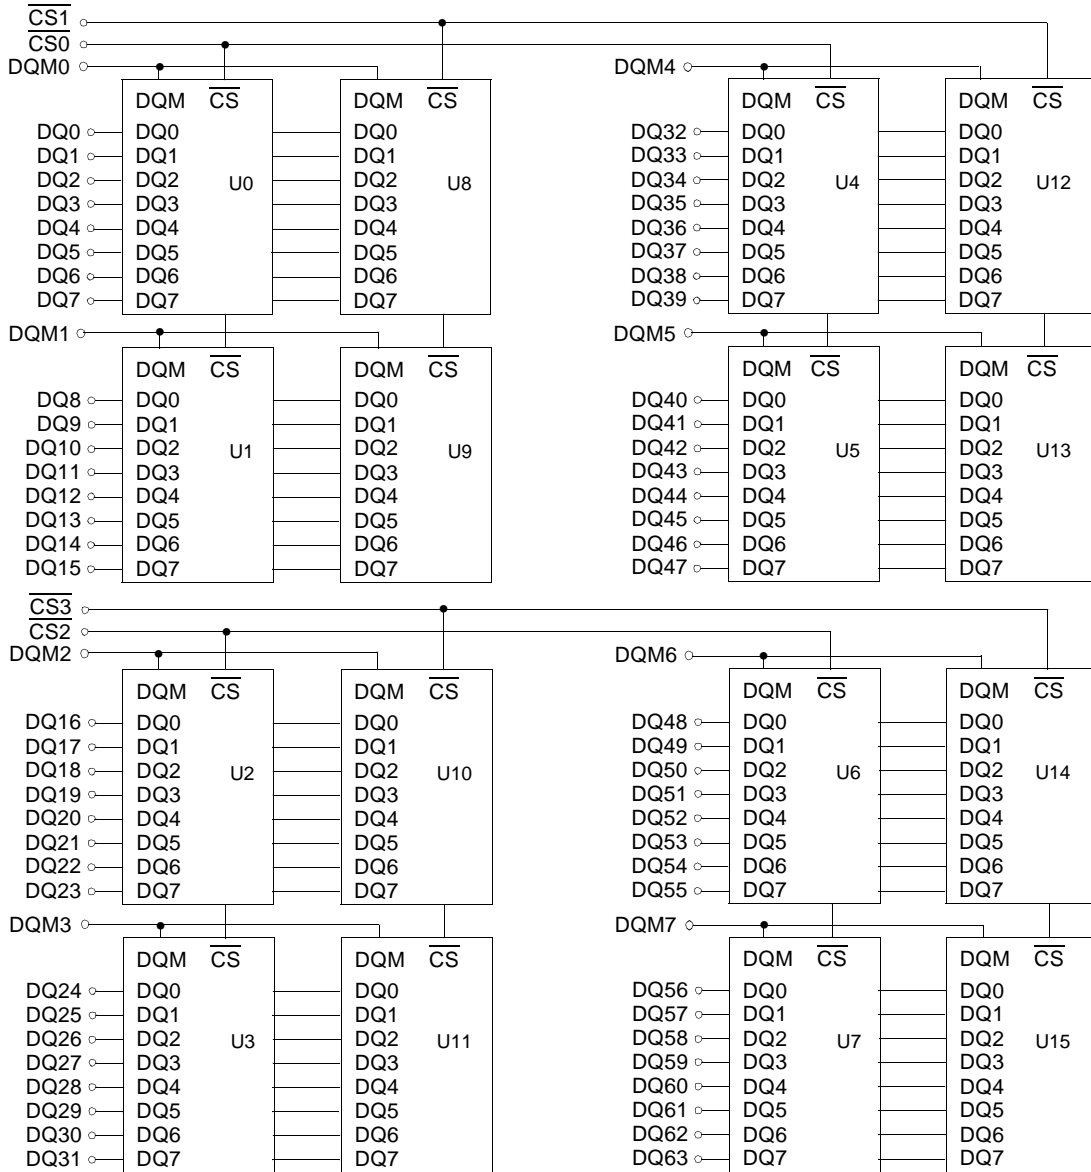 CS1
CS0
DQM0 DQM4
DQM CS DQM CS DQM CS DQM CS
DQ0 DQ0 DQ0 DQ32 DQ0 DQ0
DQ1 DQ1 DQ1 DQ33 DQ1 DQ1
DQ2 DQ2 U0 DQ2 U8 DQ34 DQ2 U4 DQ2 U12
DQ3 DQ3 DQ3 DQ35 DQ3 DQ3
DQ4 DQ4 DQ4 DQ36 DQ4 DQ4
DQ5 DQ5 DQ5 DQ37 DQ5 DQ5
DQ6 DQ6 DQ6 DQ38 DQ6 DQ6
DQ7 DQ7 DQ7 DQ39 DQ7 DQ7
DQM1 DQM5
DQM CS DQM CS DQM CS DQM CS
DQ8 DQ0 DQ0 DQ40 DQ0 DQ0
DQ9 DQ1 DQ1 DQ41 DQ1 DQ1
DQ10 DQ2 U1 DQ2 U9 DQ42 DQ2 U5 DQ2 U13
DQ11 DQ3 DQ3 DQ43 DQ3 DQ3
DQ12 DQ4 DQ4 DQ44 DQ4 DQ4
DQ13 DQ5 DQ5 DQ45 DQ5 DQ5
DQ14 DQ6 DQ6 DQ46 DQ6 DQ6
DQ15 DQ7 DQ7 DQ47 DQ7 DQ7
CS3
CS2
DQM2 DQM6
DQM CS DQM CS DQM CS DQM CS
DQ16 DQ0 DQ0 DQ48 DQ0 DQ0
DQ17 DQ1 DQ1 DQ49 DQ1 DQ1
DQ18 DQ2 U2 DQ2 U10 DQ50 DQ2 U6 DQ2 U14
DQ19 DQ3 DQ3 DQ51 DQ3 DQ3
DQ20 DQ4 DQ4 DQ52 DQ4 DQ4
DQ21 DQ5 DQ5 DQ53 DQ5 DQ5
DQ22 DQ6 DQ6 DQ54 DQ6 DQ6
DQ23 DQ7 DQ7 DQ55 DQ7 DQ7
DQM3 DQM7
DQM CS DQM CS DQM CS DQM CS
DQ24 DQ0 DQ0 DQ56 DQ0 DQ0
DQ25 DQ1 DQ1 DQ57 DQ1 DQ1
DQ26 DQ2 U3 DQ2 U11 DQ58 DQ2 U7 DQ2 U15
DQ27 DQ3 DQ3 DQ59 DQ3 DQ3
DQ28 DQ4 DQ4 DQ60 DQ4 DQ4
DQ29 DQ5 DQ5 DQ61 DQ5 DQ5
DQ30 DQ6 DQ6 DQ62 DQ6 DQ6
DQ31 DQ7 DQ7 DQ63 DQ7 DQ7